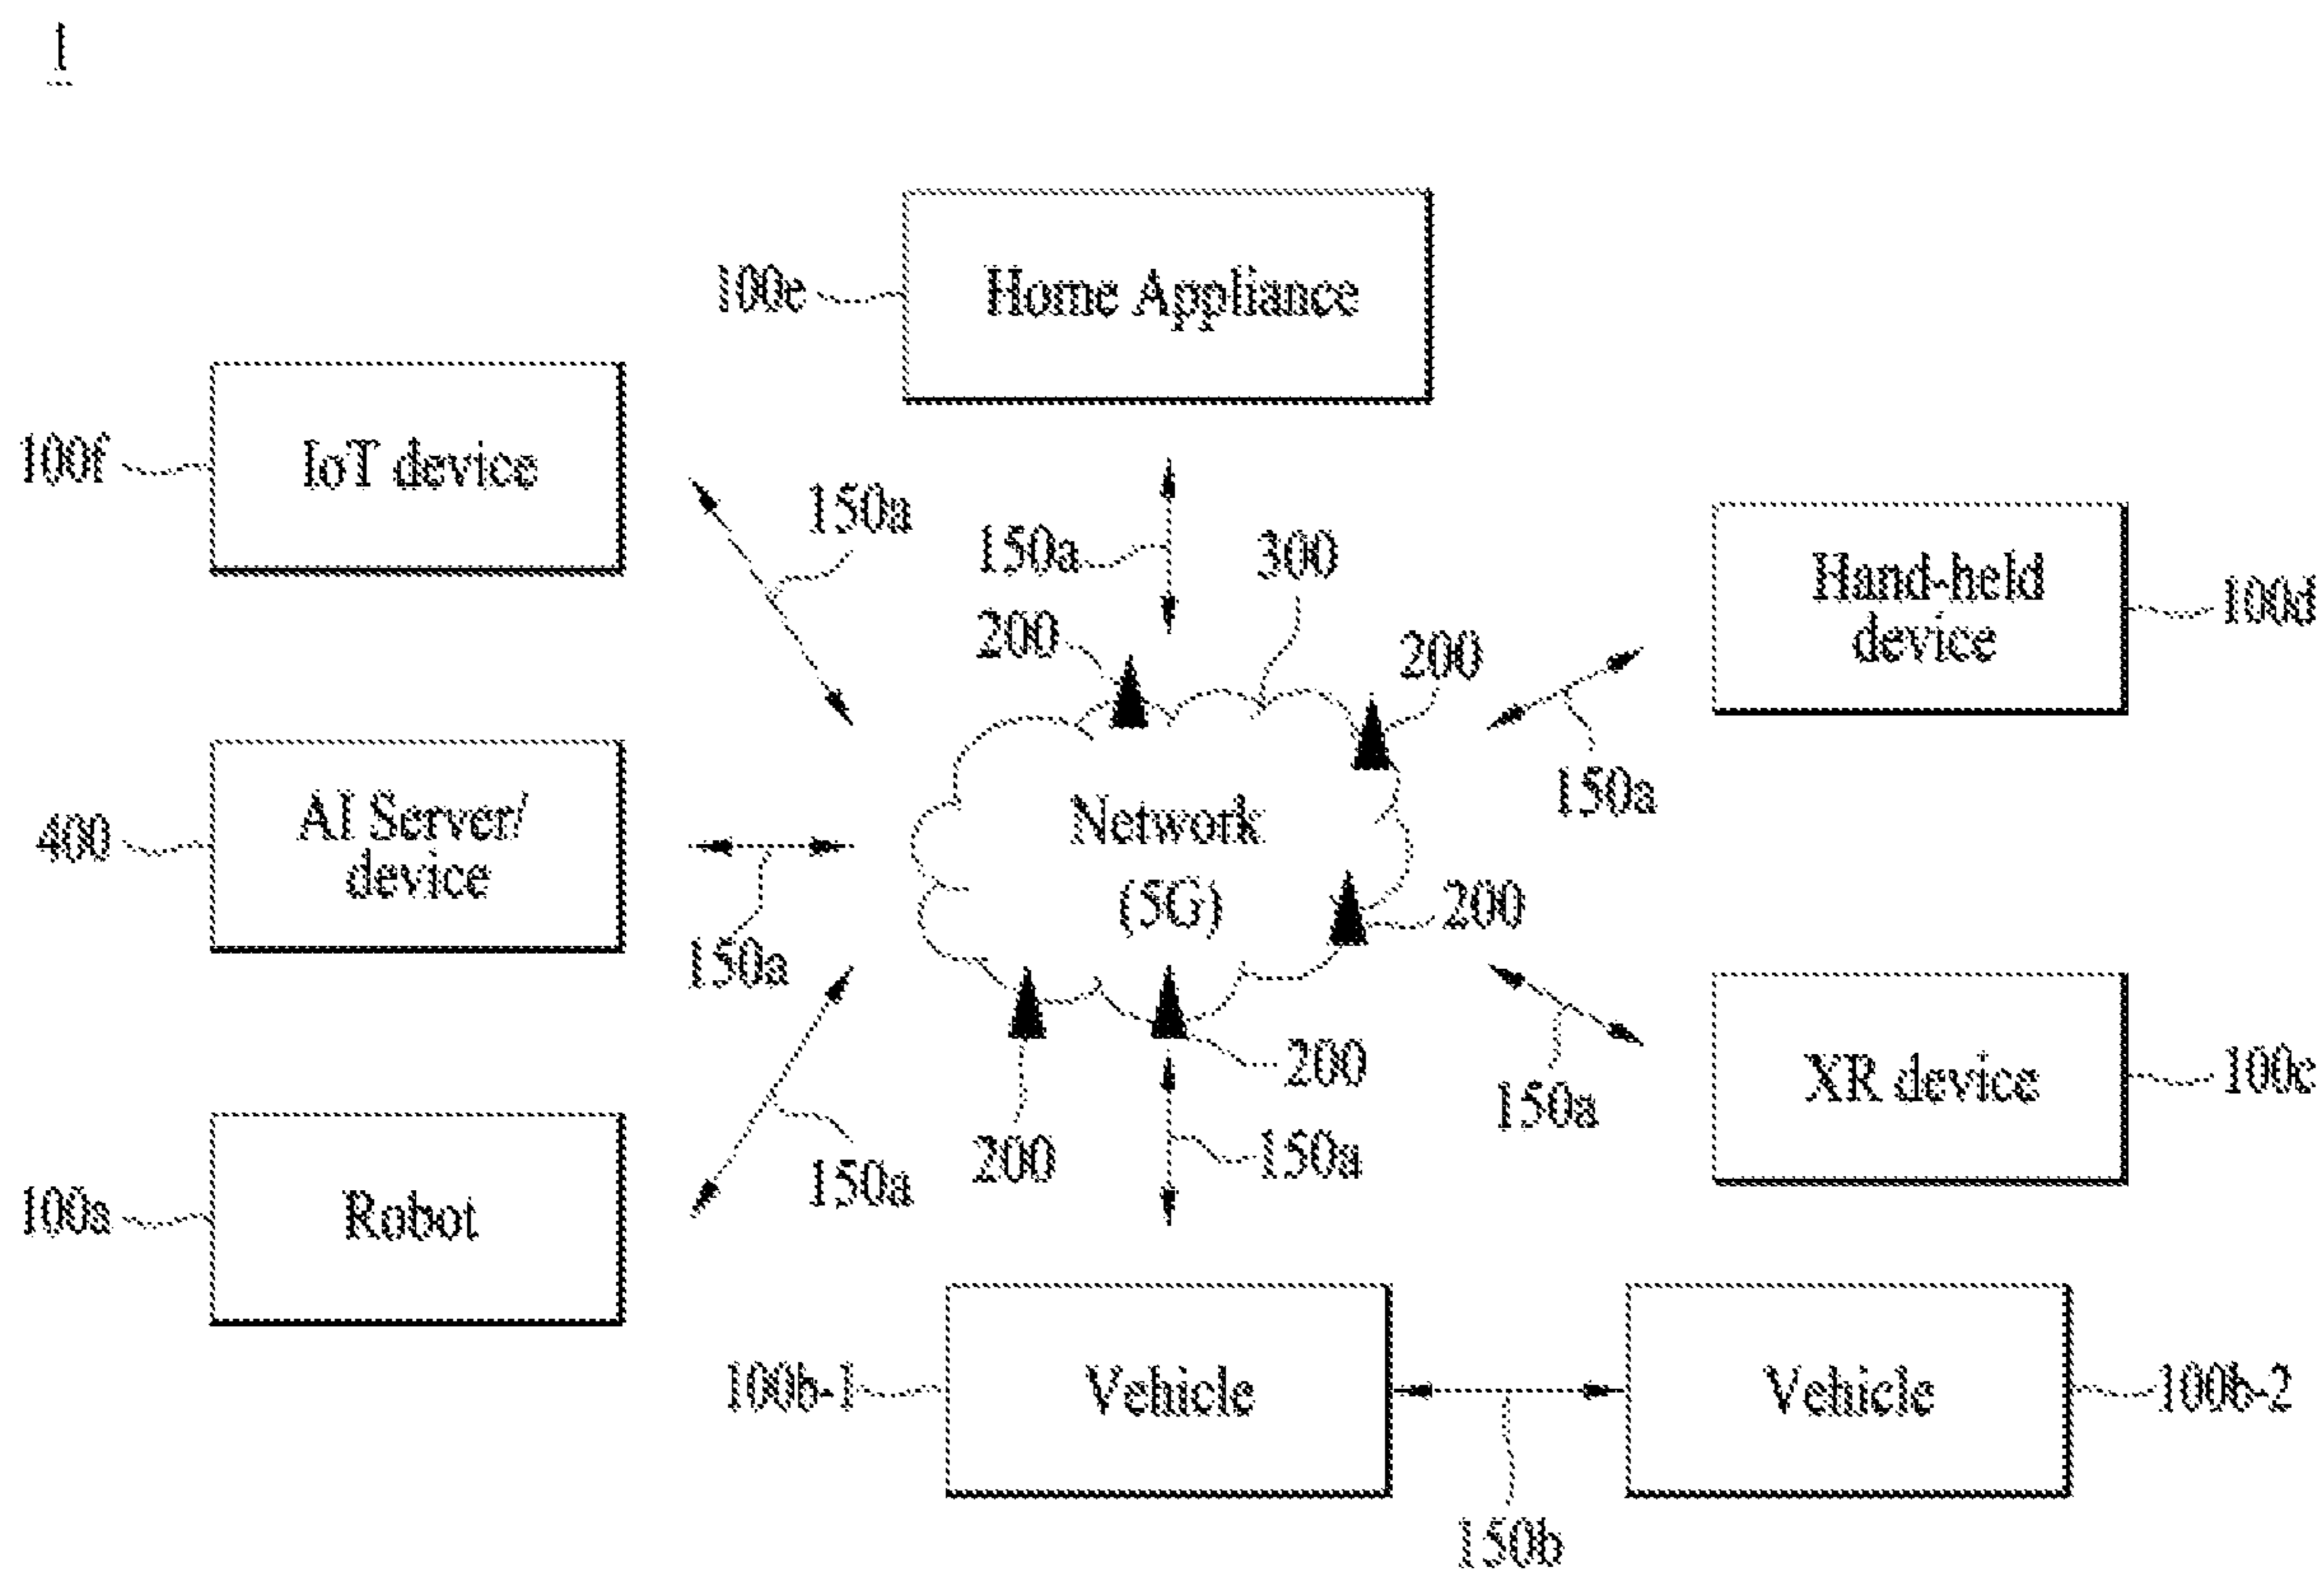 1
100e
Home Appliance
100f
IoT device
150a
150a
300
Hand-held
device
100d
200
200
150a
400
AI Server/
device
Network
(5G)
200
150a
200
150a
XR device
100c
200
150a
150a
100a
Robot
100b-1
Vehicle
Vehicle
100b-2
150b